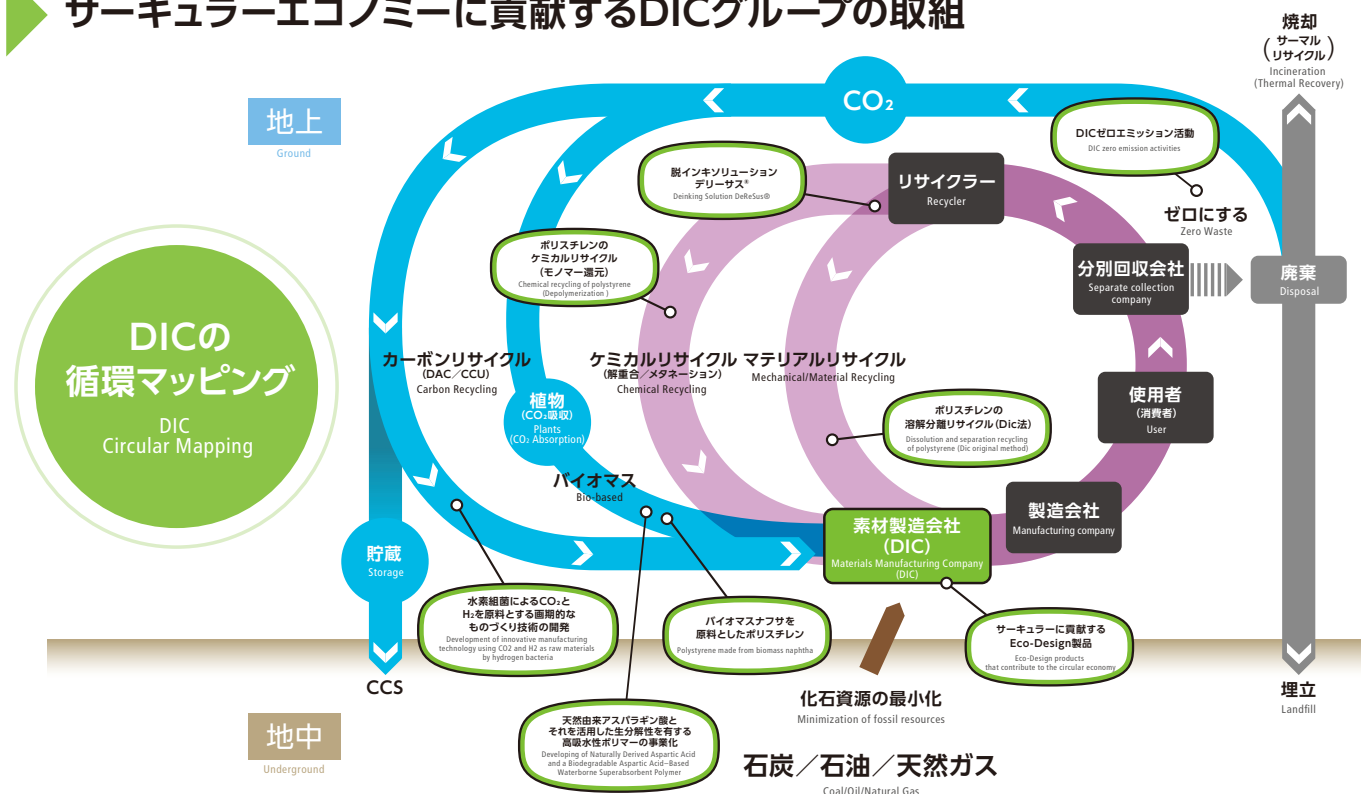 サーキュラーエコノミーに貢献するDICグループの取組
焼却
(サーマル
リサイクル)
Incineration
(Thermal Recovery)
地上
Ground
CO₂
DICゼロエミッション活動
DIC zero emission activities
ゼロにする
Zero Waste
脱インキソリューション
デリーサス®
Deinking Solution DeReSus®
リサイクラー
Recycler
ポリスチレンの
ケミカルリサイクル
(モノマー還元)
Chemical recycling of polystyrene
(Depolymerization )
分別回収会社
Separate collection
company
廃棄
Disposal
DICの
循環マッピング
DIC
Circular Mapping
カーボンリサイクル
(DAC/CCU)
Carbon Recycling
ケミカルリサイクル
(解重合/メタネーション)
Chemical Recycling
マテリアルリサイクル
Mechanical/Material Recycling
植物
(CO₂吸収)
Plants
(CO₂ Absorption)
ポリスチレンの
溶解分離リサイクル(Dic法)
Dissolution and separation recycling
of polystyrene (Dic original method)
使用者
(消費者)
User
バイオマス
Bio-based
製造会社
Manufacturing company
素材製造会社
(DIC)
Materials Manufacturing Company
(DIC)
貯蔵
Storage
水素細菌によるCO₂と
H₂を原料とする画期的な
ものづくり技術の開発
Development of innovative manufacturing
technology using CO2 and H2 as raw materials
by hydrogen bacteria
バイオマスナフサを
原料としたポリスチレン
Polystyrene made from biomass naphtha
サーキュラーに貢献する
Eco-Design製品
Eco-Design products
that contribute to the circular economy
CCS
化石資源の最小化
Minimization of fossil resources
埋立
Landfill
地中
Underground
天然由来アスパラギン酸と
それを活用した生分解性を有する
高吸水性ポリマーの事業化
Developing of Naturally Derived Aspartic Acid
and a Biodegradable Aspartic Acid–Based
Waterborne Superabsorbent Polymer
石炭/石油/天然ガス
Coal/Oil/Natural Gas